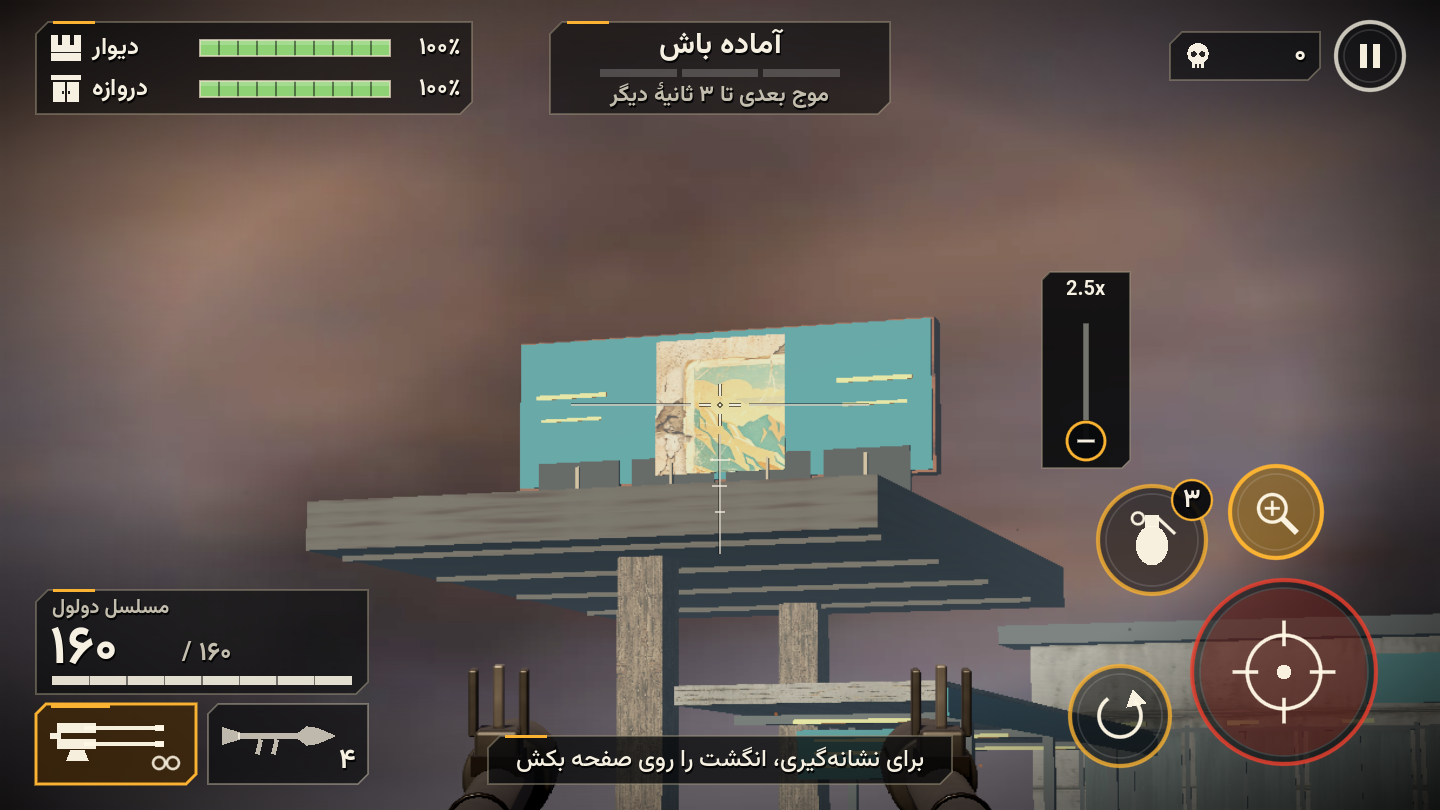 دیوار ۱۰۰٪
دروازه ۱۰۰٪
آماده باش
موج بعدی تا ۳ ثانیهٔ دیگر
۰
2.5x
۳
مسلسل دولول
۱۶۰ / ۱۶۰
∞
۴
برای نشانه‌گیری، انگشت را روی صفحه بکش